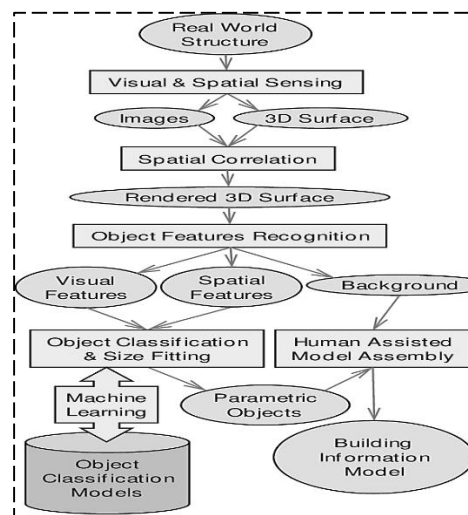 Real World
Structure
Visual & Spatial Sensing
Images
3D Surface
Spatial Correlation
Rendered 3D Surface
Object Features Recognition
Visual
Features
Spatial
Features
Background
Object Classification
& Size Fitting
Human Assisted
Model Assembly
Machine
Learning
Parametric
Objects
Object
Classification
Models
Building
Information
Model